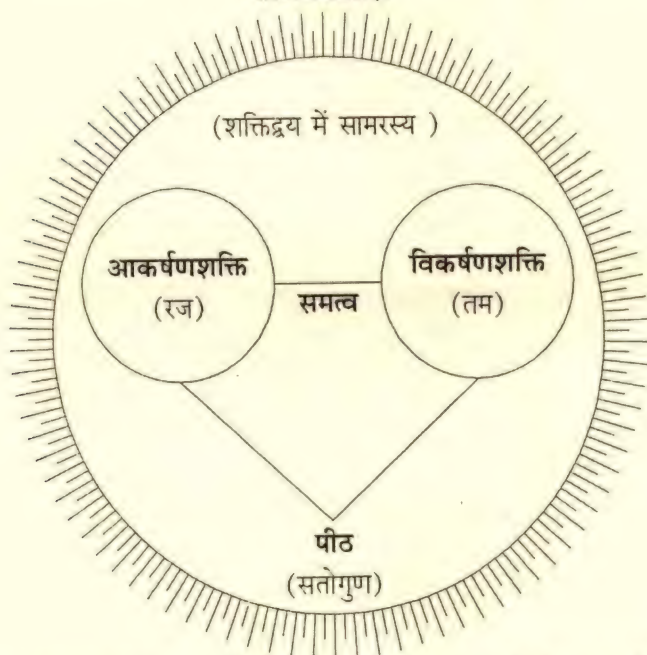 (शक्तिद्वय में सामरस्य )
आकर्षणशक्ति
(रज)
समत्व
विकर्षणशक्ति
(तम)
पीठ
(सतोगुण)